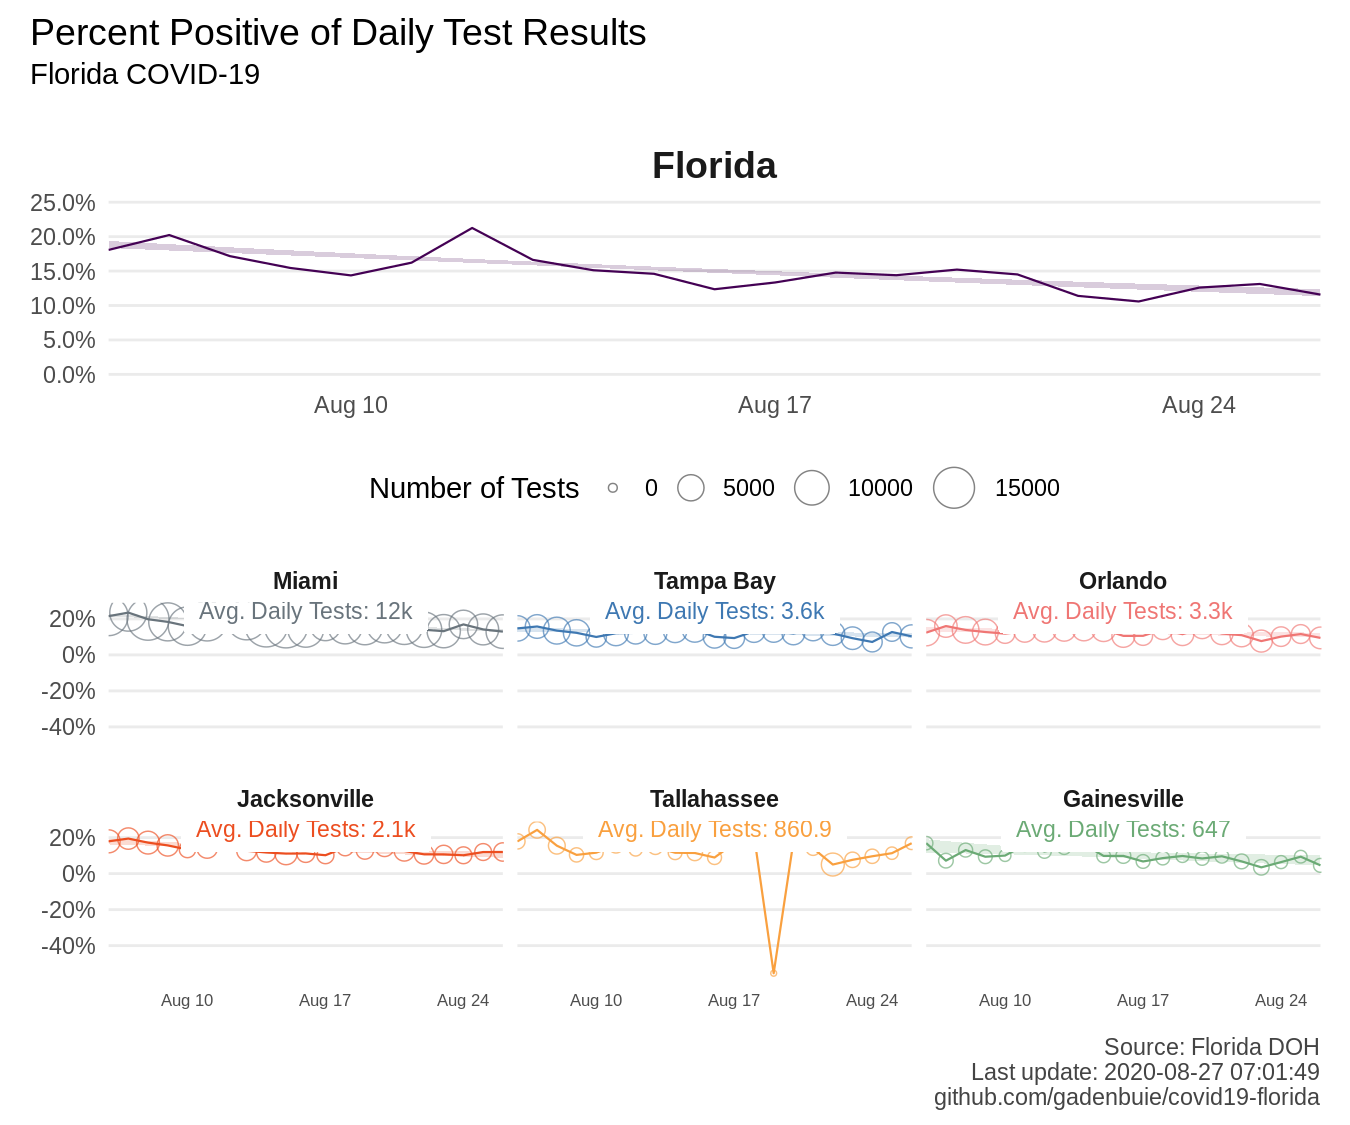 Percent Positive of Daily Test Results
Florida COVID-19
Florida
25.0%
20.0%
15.0%
10.0%
5.0%
0.0%
Aug 10 Aug 17 Aug 24
Number of Tests 0 5000 10000 15000
Miami Tampa Bay Orlando
Avg. Daily Tests: 12k Avg. Daily Tests: 3.6k Avg. Daily Tests: 3.3k
20%
0%
-20%
-40%
Jacksonville Tallahassee Gainesville
Avg. Daily Tests: 2.1k Avg. Daily Tests: 860.9 Avg. Daily Tests: 647
20%
0%
-20%
-40%
Aug 10 Aug 17 Aug 24 Aug 10 Aug 17 Aug 24 Aug 10 Aug 17 Aug 24
Source: Florida DOH
Last update: 2020-08-27 07:01:49
github.com/gadenbuie/covid19-florida